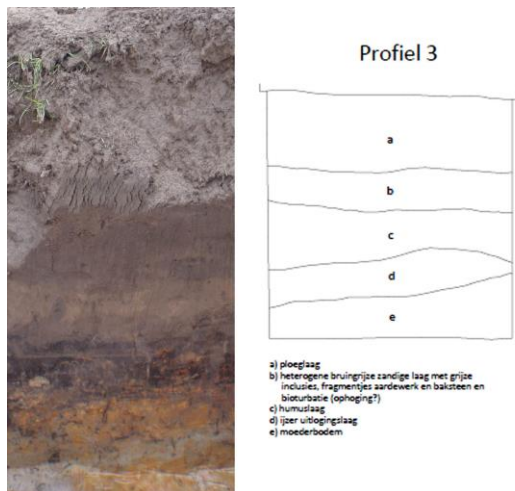 Profiel 3
a
b
c
d
e
a) ploeglaag
b) heterogene bruingrijze zandige laag met grijze
inclusies, fragmentjes aardewerk en baksteen en
bioturbatie (ophoging?)
c) humuslaag
d) ijzer uitlogingslaag
e) moederbodem